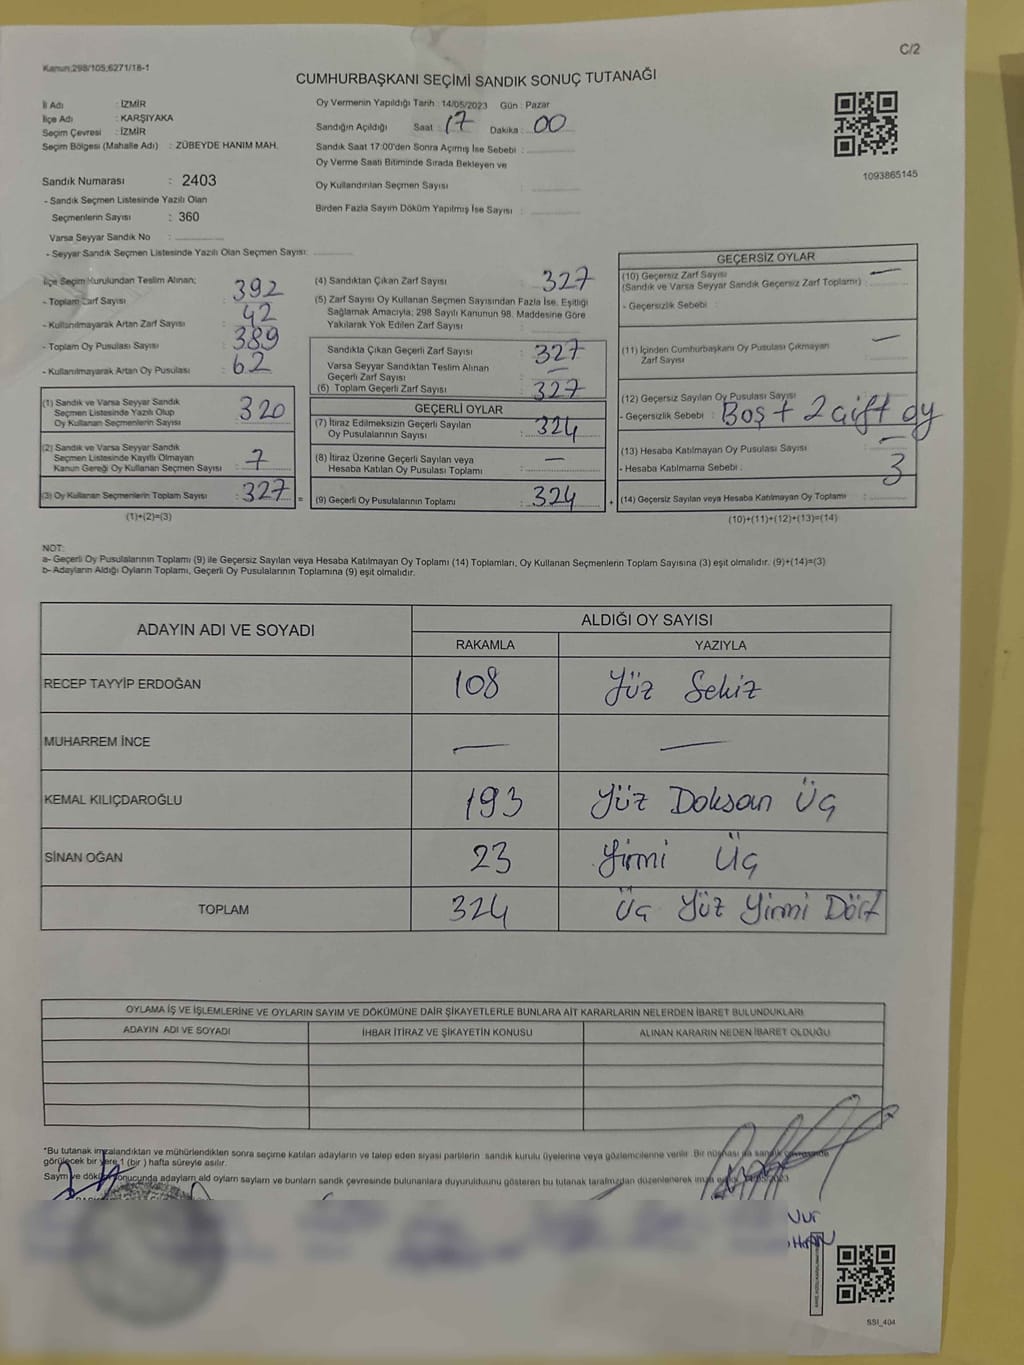 C/2
Kanun;298/105;6271/18-1
CUMHURBAŞKANI SEÇİMİ SANDIK SONUÇ TUTANAĞI
İl Adı : İZMİR
İlçe Adı : KARŞIYAKA
Seçim Çevresi : İZMİR
Seçim Bölgesi (Mahalle Adı) : ZÜBEYDE HANIM MAH.
Sandık Numarası : 2403
- Sandık Seçmen Listesinde Yazılı Olan
Seçmenlerin Sayısı : 360
Varsa Seyyar Sandık No :
- Seyyar Sandık Seçmen Listesinde Yazılı Olan Seçmen Sayısı:
Oy Vermenin Yapıldığı Tarih : 14/05/2023 Gün : Pazar
Sandığın Açıldığı Saat : 17 Dakika : 00
Sandık Saat 17:00'den Sonra Açımış İse Sebebi :
Oy Verme Saati Bitiminde Sırada Bekleyen ve
Oy Kullandırılan Seçmen Sayısı :
Birden Fazla Sayım Döküm Yapılmış İse Sayısı :
1093865145
İlçe Seçim Kurulundan Teslim Alınan;
- Toplam Zarf Sayısı : 392
- Kullanılmayarak Artan Zarf Sayısı : 42
- Toplam Oy Pusulası Sayısı : 389
- Kullanılmayarak Artan Oy Pusulası : 62
(1) Sandık ve Varsa Seyyar Sandık
Seçmen Listesinde Yazılı Olup
Oy Kullanan Seçmenlerin Sayısı : 320
(2) Sandık ve Varsa Seyyar Sandık
Seçmen Listesinde Kayıtlı Olmayan
Kanun Gereği Oy Kullanan Seçmen Sayısı : 7
(3) Oy Kullanan Seçmenlerin Toplam Sayısı : 327 =
(1)+(2)=(3)
(4) Sandıktan Çıkan Zarf Sayısı : 327
(5) Zarf Sayısı Oy Kullanan Seçmen Sayısından Fazla İse, Eşitliği
Sağlamak Amacıyla; 298 Sayılı Kanunun 98. Maddesine Göre
Yakılarak Yok Edilen Zarf Sayısı :
Sandıkta Çıkan Geçerli Zarf Sayısı : 327
Varsa Seyyar Sandıktan Teslim Alınan
Geçerli Zarf Sayısı : —
(6) Toplam Geçerli Zarf Sayısı : 327
GEÇERLİ OYLAR
(7) İtiraz Edilmeksizin Geçerli Sayılan
Oy Pusulalarının Sayısı : 324
(8) İtiraz Üzerine Geçerli Sayılan veya
Hesaba Katılan Oy Pusulası Toplamı : —
(9) Geçerli Oy Pusulalarının Toplamı : 324 +
GEÇERSİZ OYLAR
(10) Geçersiz Zarf Sayısı —
(Sandık ve Varsa Seyyar Sandık Geçersiz Zarf Toplamı) :
- Geçersizlik Sebebi :
(11) İçinden Cumhurbaşkanı Oy Pusulası Çıkmayan —
Zarf Sayısı :
(12) Geçersiz Sayılan Oy Pusulası Sayısı
- Geçersizlik Sebebi : Boş + 2 Çift oy
(13) Hesaba Katılmayan Oy Pusulası Sayısı : —
- Hesaba Katılmama Sebebi : 3
(14) Geçersiz Sayılan veya Hesaba Katılmayan Oy Toplamı :
(10)+(11)+(12)+(13)=(14)
NOT:
a- Geçerli Oy Pusulalarının Toplamı (9) ile Geçersiz Sayılan veya Hesaba Katılmayan Oy Toplamı (14) Toplamları, Oy Kullanan Seçmenlerin Toplam Sayısına (3) eşit olmalıdır. (9)+(14)=(3)
b- Adayların Aldığı Oyların Toplamı, Geçerli Oy Pusulalarının Toplamına (9) eşit olmalıdır.
ADAYIN ADI VE SOYADI ALDIĞI OY SAYISI
RAKAMLA YAZIYLA
RECEP TAYYİP ERDOĞAN 108 Yüz Sekiz
MUHARREM İNCE — —
KEMAL KILIÇDAROĞLU 193 Yüz Doksan Üç
SİNAN OĞAN 23 Yirmi Üç
TOPLAM 324 Üç Yüz Yirmi Dört
OYLAMA İŞ VE İŞLEMLERİNE VE OYLARIN SAYIM VE DÖKÜMÜNE DAİR ŞİKAYETLERLE BUNLARA AİT KARARLARIN NELERDEN İBARET BULUNDUKLARI
ADAYIN ADI VE SOYADI İHBAR İTİRAZ VE ŞİKAYETİN KONUSU ALINAN KARARIN NEDEN İBARET OLDUĞU
*Bu tutanak imzalandıktan ve mühürlendikten sonra seçime katılan adayların ve talep eden siyasi partilerin sandık kurulu üyelerine veya gözlemcilerine verilir. Bir nüshası da sandık çevresinde
görülecek bir yere 1 (bir ) hafta süreyle asılır.
Sayım ve döküm sonucunda adayların ald oyların sayların ve bunların sandk çevresinde bulunanlara duyurulduunu gösteren bu tutanak tarafmzdan düzenlenerek
Nur
SSI_404